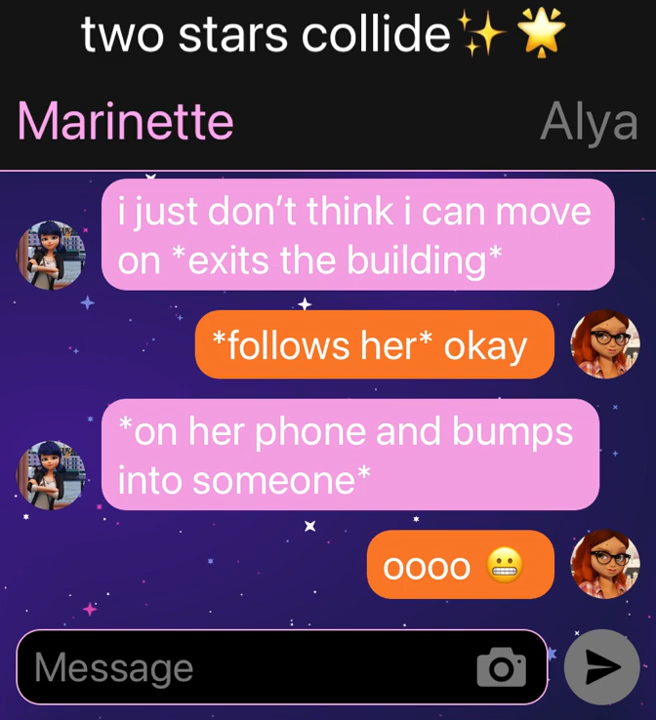 two stars collide✨🌟
Marinette
Alya
i just don’t think i can move
on *exits the building*
*follows her* okay
*on her phone and bumps
into someone*
oooo 😬
Message